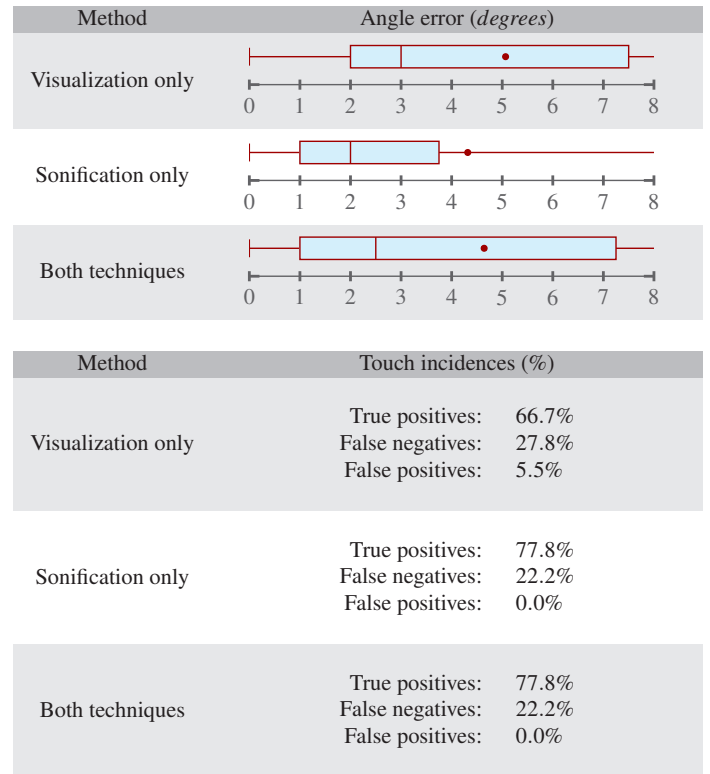 Method Angle error (degrees)
Visualization only
0 1 2 3 4 5 6 7 8
Sonification only
0 1 2 3 4 5 6 7 8
Both techniques
0 1 2 3 4 5 6 7 8
Method Touch incidences (%)
True positives: 66.7%
Visualization only False negatives: 27.8%
False positives: 5.5%
True positives: 77.8%
Sonification only False negatives: 22.2%
False positives: 0.0%
True positives: 77.8%
Both techniques False negatives: 22.2%
False positives: 0.0%